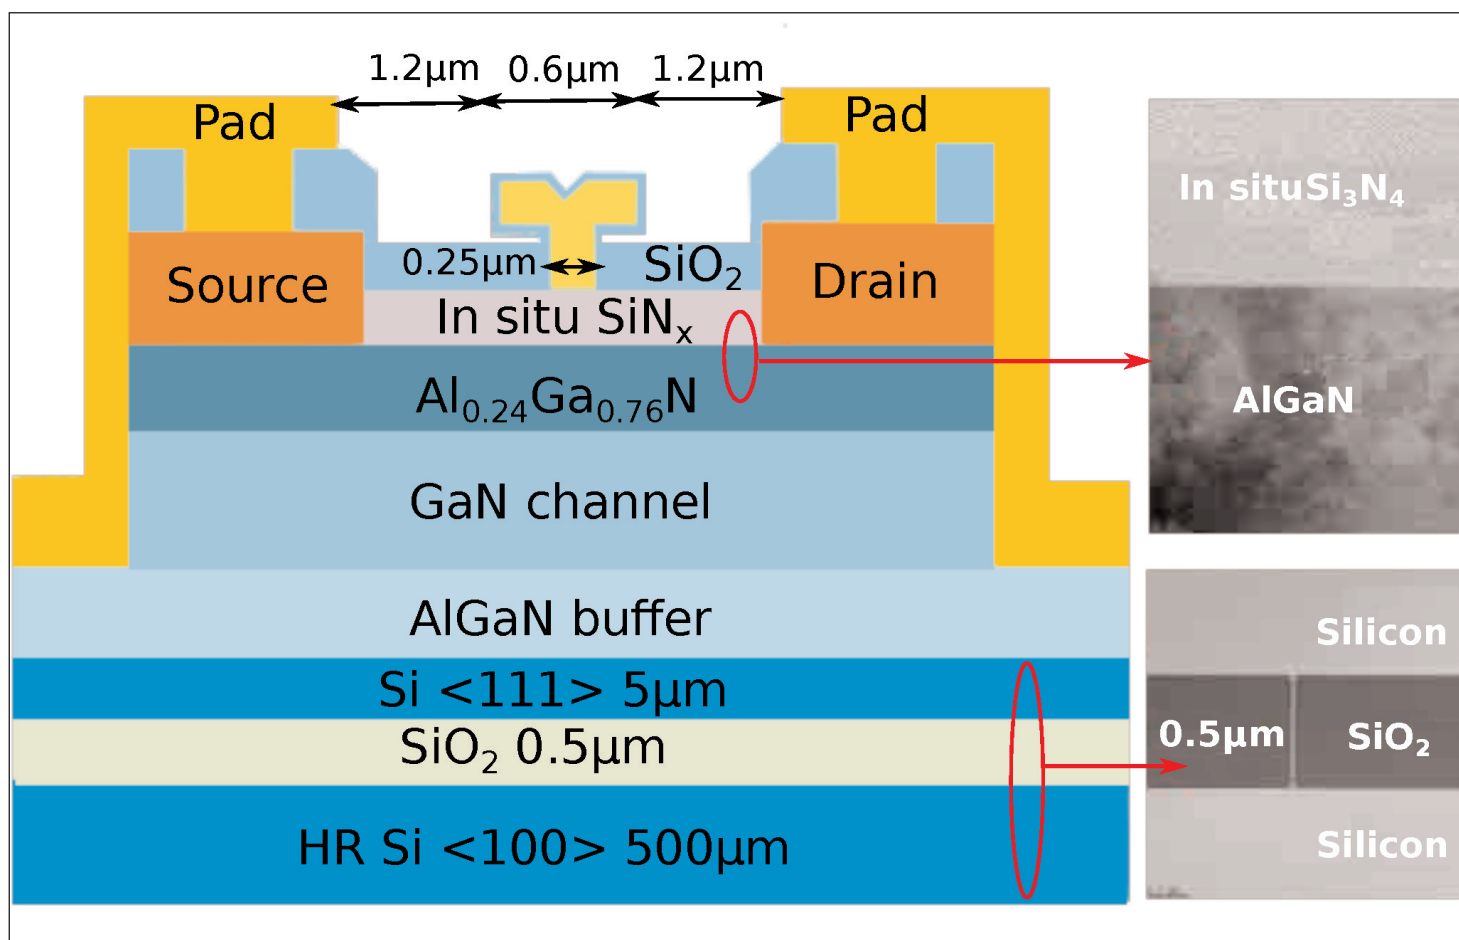 1.2μm 0.6μm 1.2μm
Pad Pad
0.25μm SiO₂
Source Drain
In situ SiNₓ
Al₀.₂₄Ga₀.₇₆N
GaN channel
AlGaN buffer
Si <111> 5μm
SiO₂ 0.5μm
HR Si <100> 500μm
In situSi₃N₄
AlGaN
Silicon
0.5μm SiO₂
Silicon